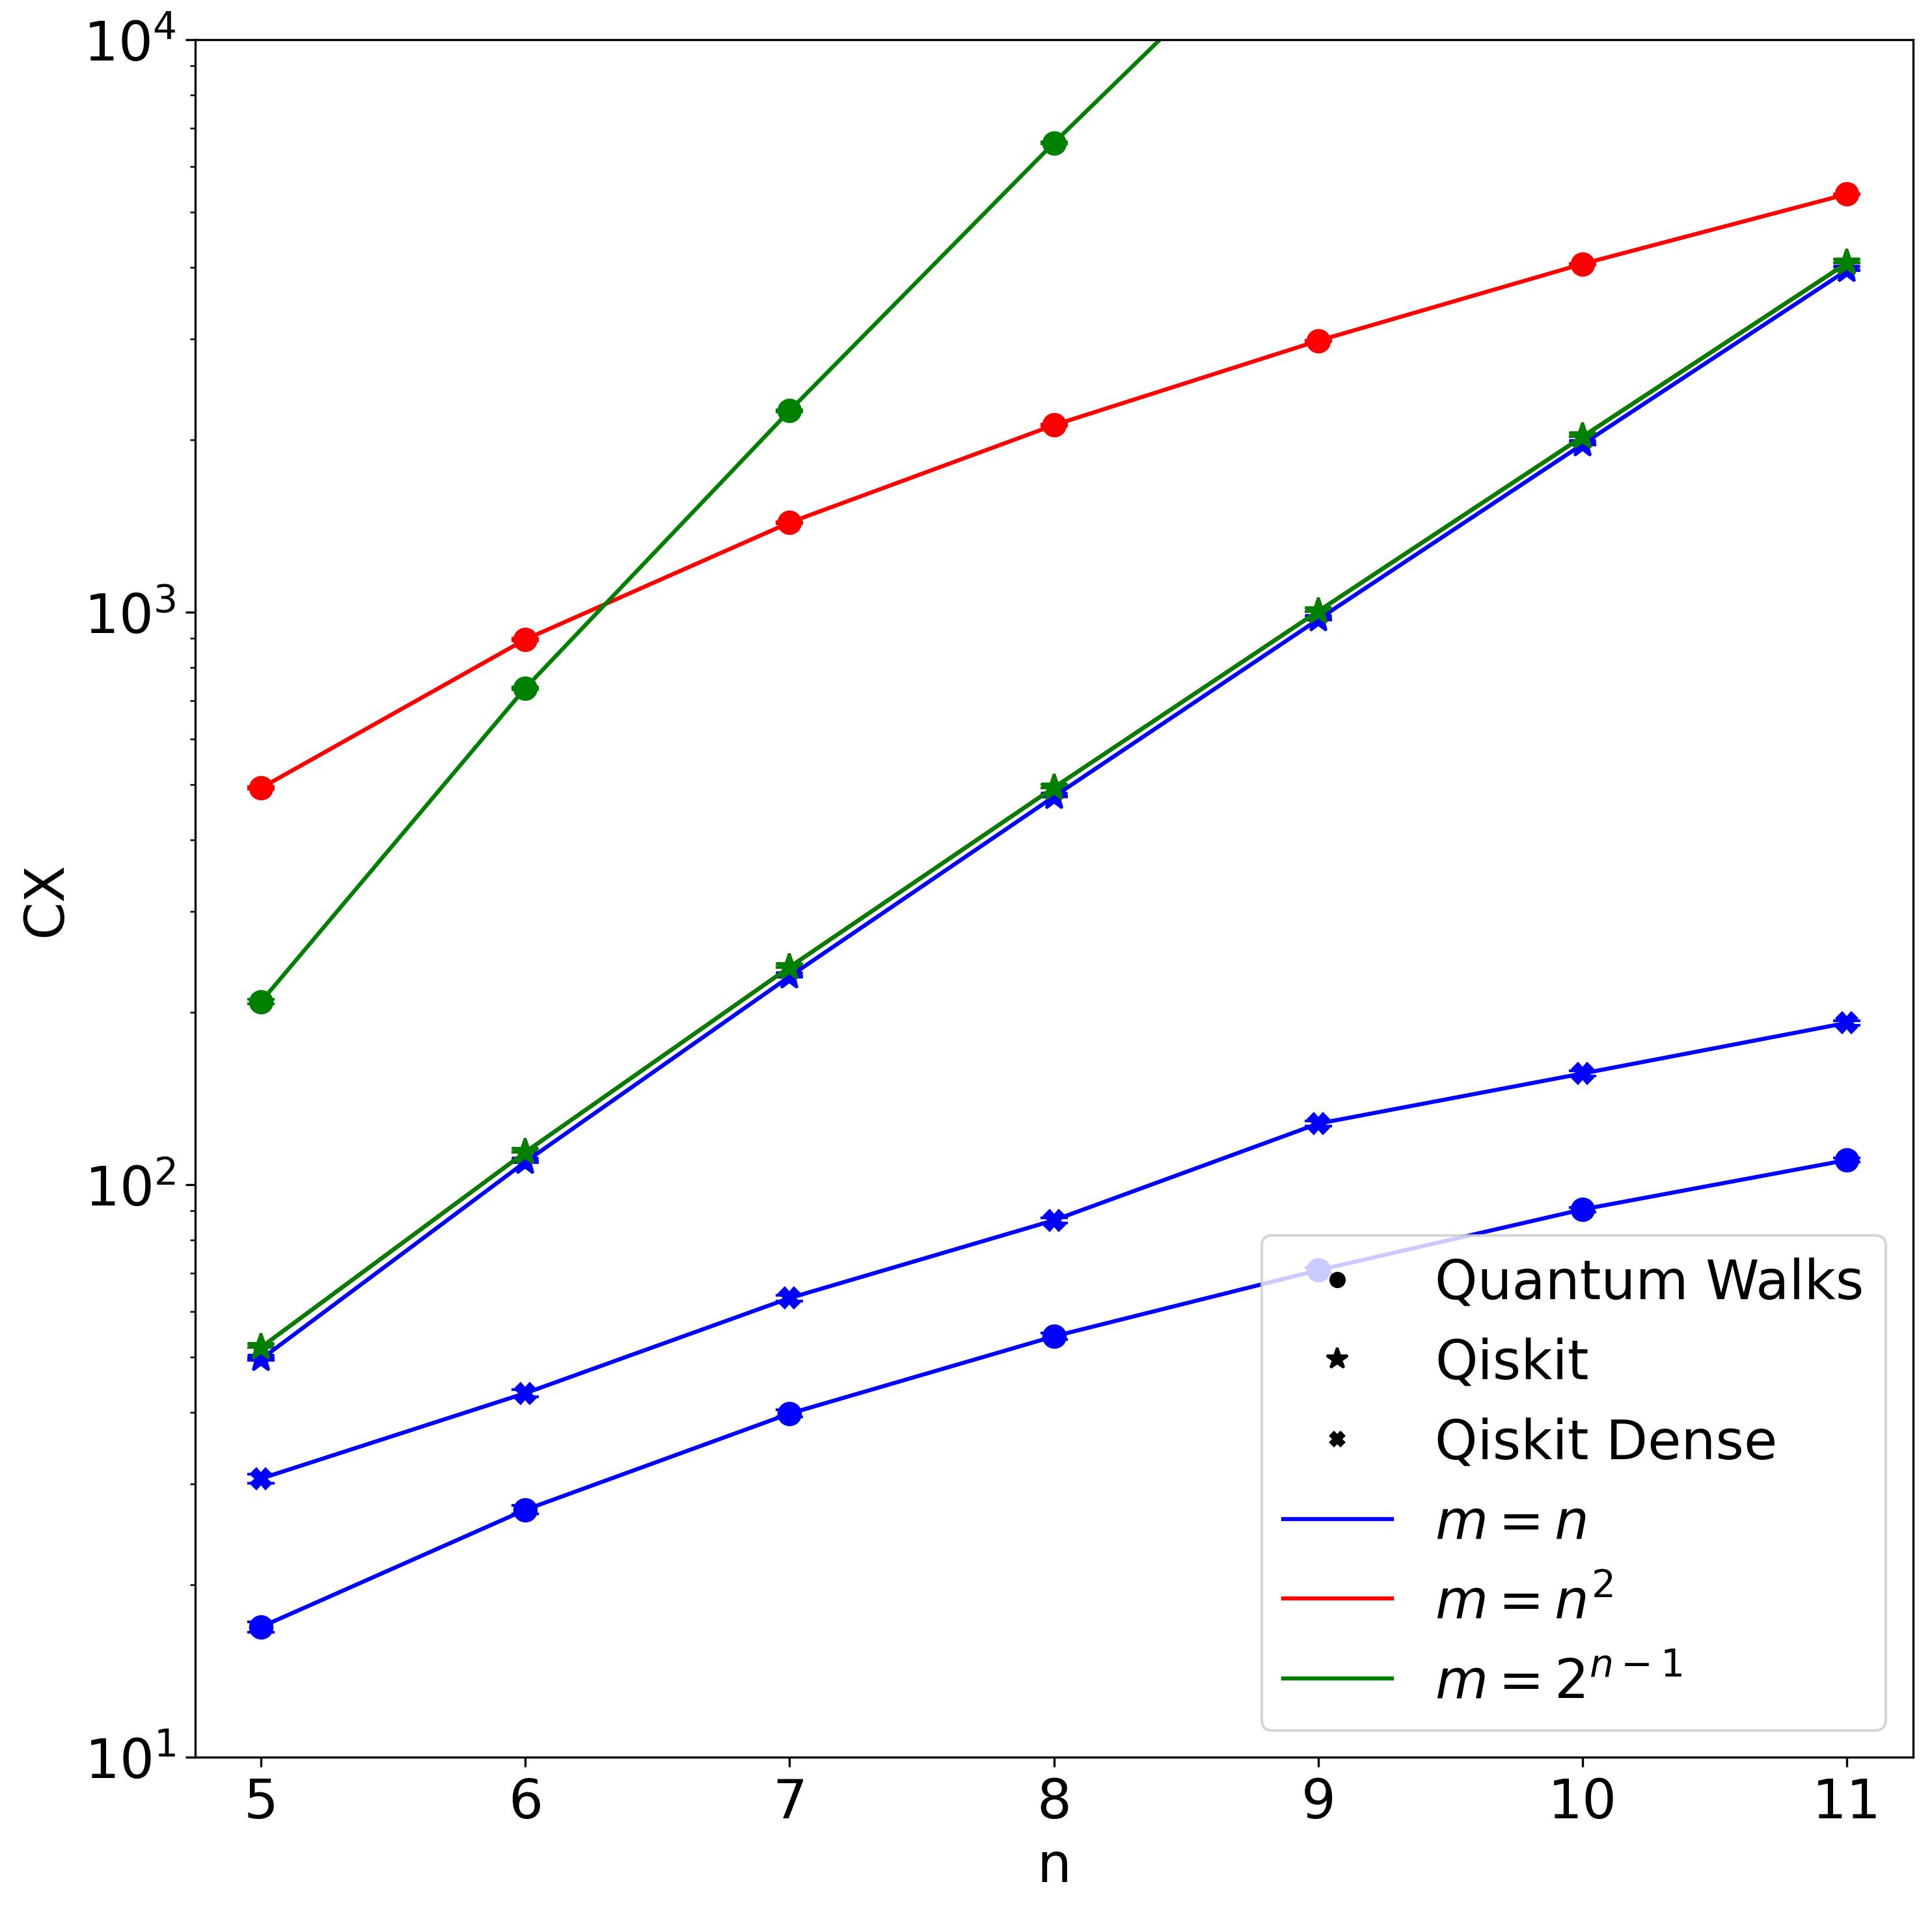 10^4
10^3
10^2
10^1
CX
5 6 7 8 9 10 11
n
Quantum Walks
Qiskit
Qiskit Dense
m = n
m = n^2
m = 2^{n-1}